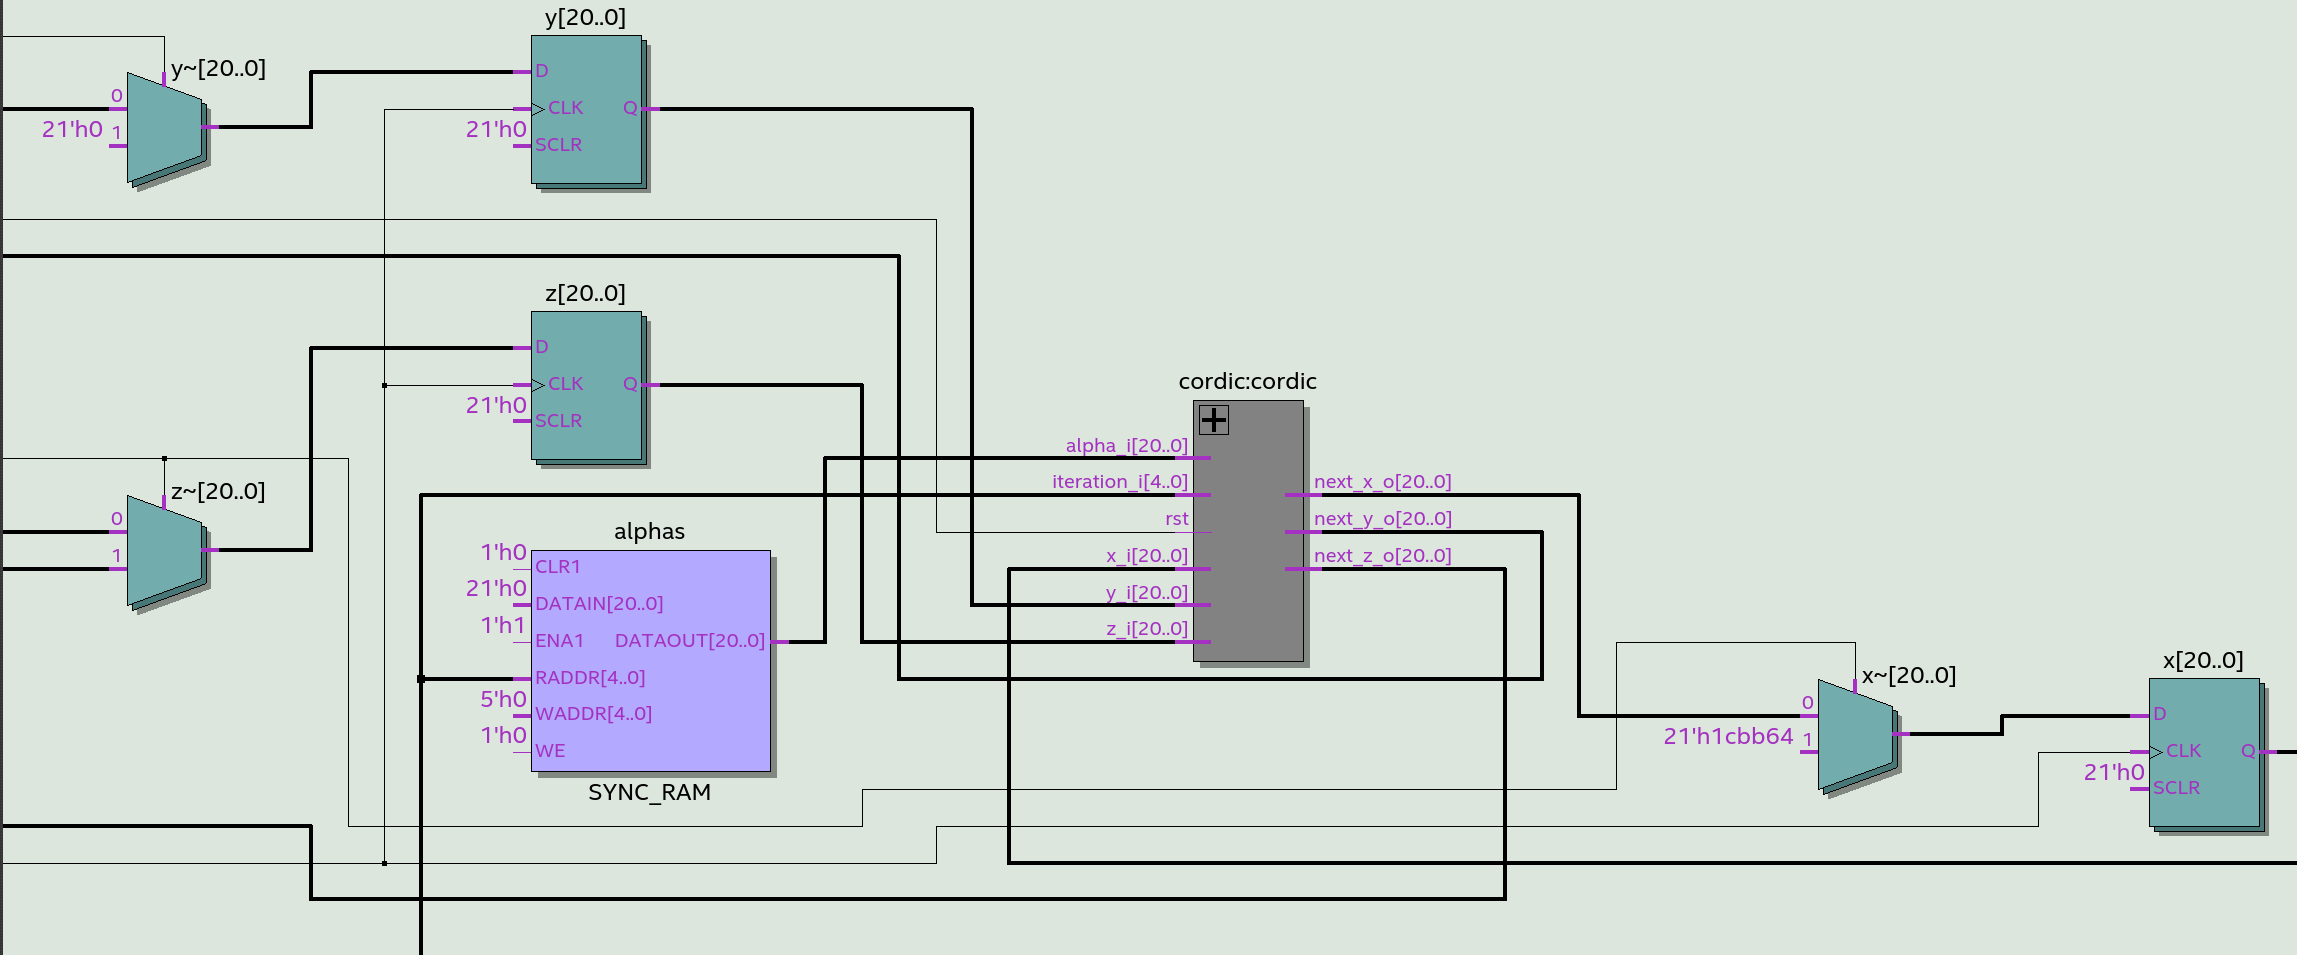 y[20..0]
y~[20..0]
0
21'h0 1
D
CLK
Q
21'h0
SCLR
z[20..0]
D
CLK
Q
21'h0
SCLR
z~[20..0]
0
1
alphas
1'h0
CLR1
21'h0
DATAIN[20..0]
1'h1
ENA1 DATAOUT[20..0]
RADDR[4..0]
5'h0
WADDR[4..0]
1'h0
WE
SYNC_RAM
cordic:cordic
alpha_i[20..0]
iteration_i[4..0]
rst
x_i[20..0]
y_i[20..0]
z_i[20..0]
next_x_o[20..0]
next_y_o[20..0]
next_z_o[20..0]
x~[20..0]
0
21'h1cbb64 1
x[20..0]
D
CLK
Q
21'h0
SCLR